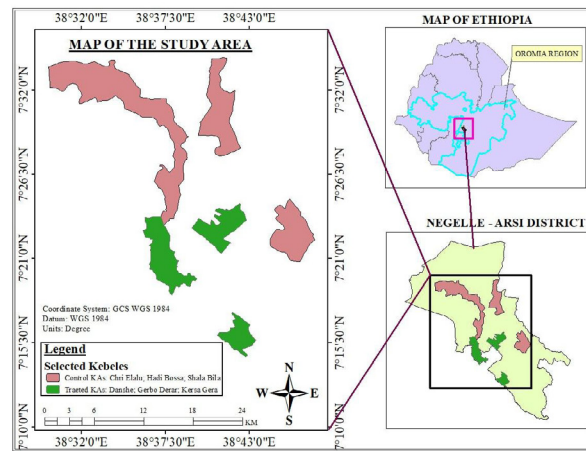 38°32'0"E 38°37'30"E 38°43'0"E
MAP OF THE STUDY AREA
7°32'0"N
7°26'30"N
7°21'0"N
7°15'30"N
7°10'0"N
7°32'0"N
7°26'30"N
7°21'0"N
7°15'30"N
7°10'0"N
Coordinate System: GCS WGS 1984
Datum: WGS 1984
Units: Degree
Legend
Selected Kebeles
Control KAs: Chri Elalu, Hadi Bossa, Shala Bila
Traeted KAs: Danshe; Gerbo Derar; Kersa Gera
N
W E
S
0 1.5 3 6 12 18 24
KM
38°32'0"E 38°37'30"E 38°43'0"E
MAP OF ETHIOPIA
OROMIA REGION
NEGELLE - ARSI DISTRICT